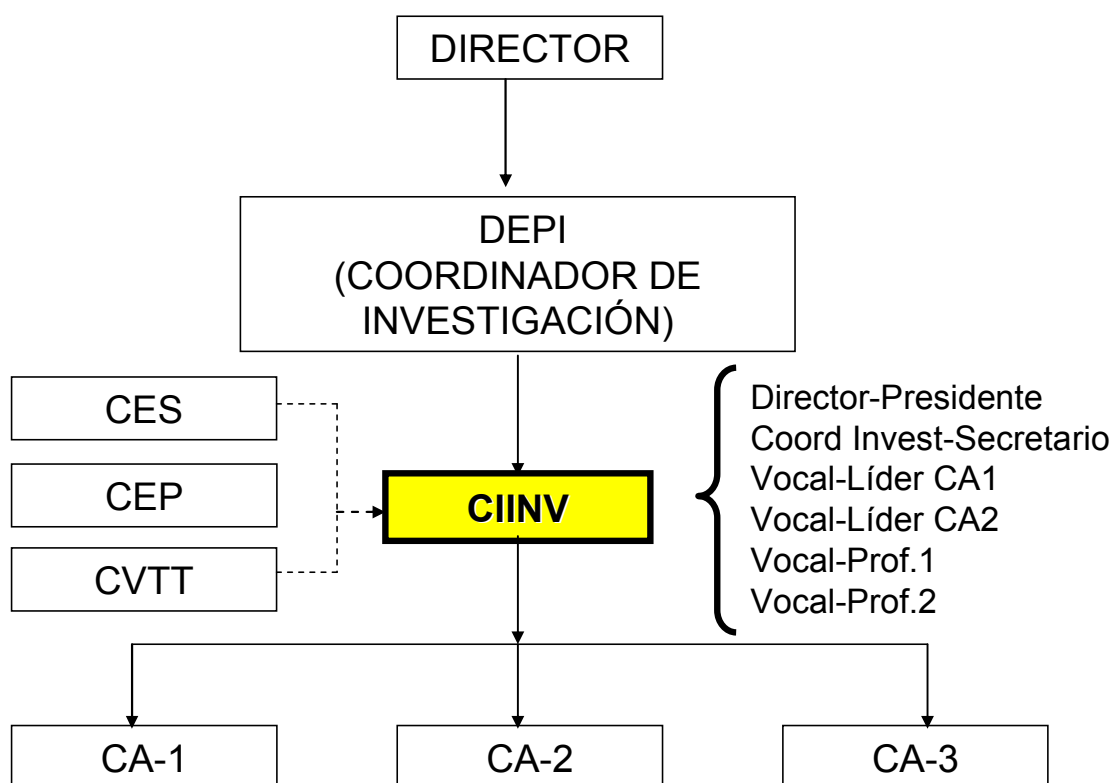 DIRECTOR
DEPI
(COORDINADOR DE
INVESTIGACIÓN)
CES
CEP
CVTT
CIINV
Director-Presidente
Coord Invest-Secretario
Vocal-Líder CA1
Vocal-Líder CA2
Vocal-Prof.1
Vocal-Prof.2
CA-1
CA-2
CA-3